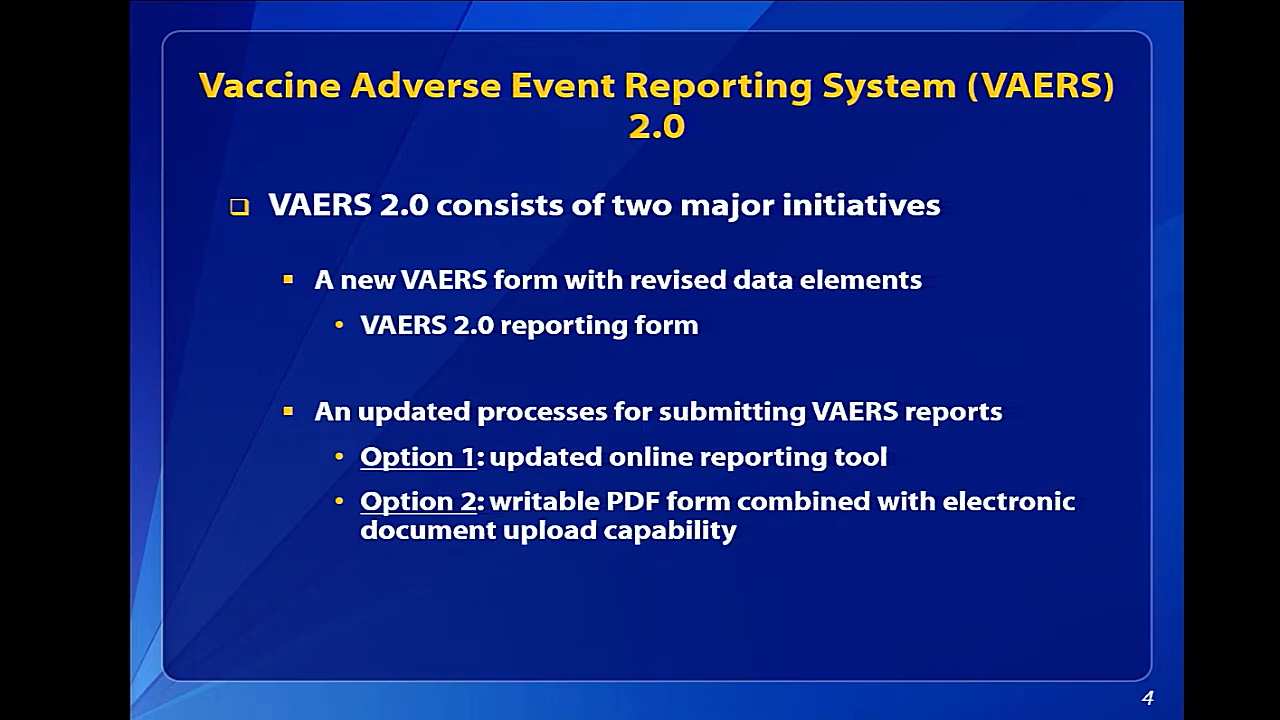 Vaccine Adverse Event Reporting System (VAERS)
2.0
VAERS 2.0 consists of two major initiatives
A new VAERS form with revised data elements
VAERS 2.0 reporting form
An updated processes for submitting VAERS reports
Option 1: updated online reporting tool
Option 2: writable PDF form combined with electronic
document upload capability
4